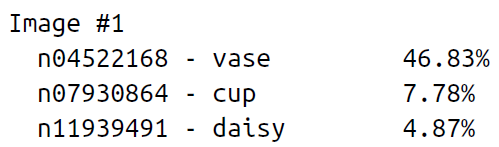 Image #1
n04522168 - vase 46.83%
n07930864 - cup 7.78%
n11939491 - daisy 4.87%